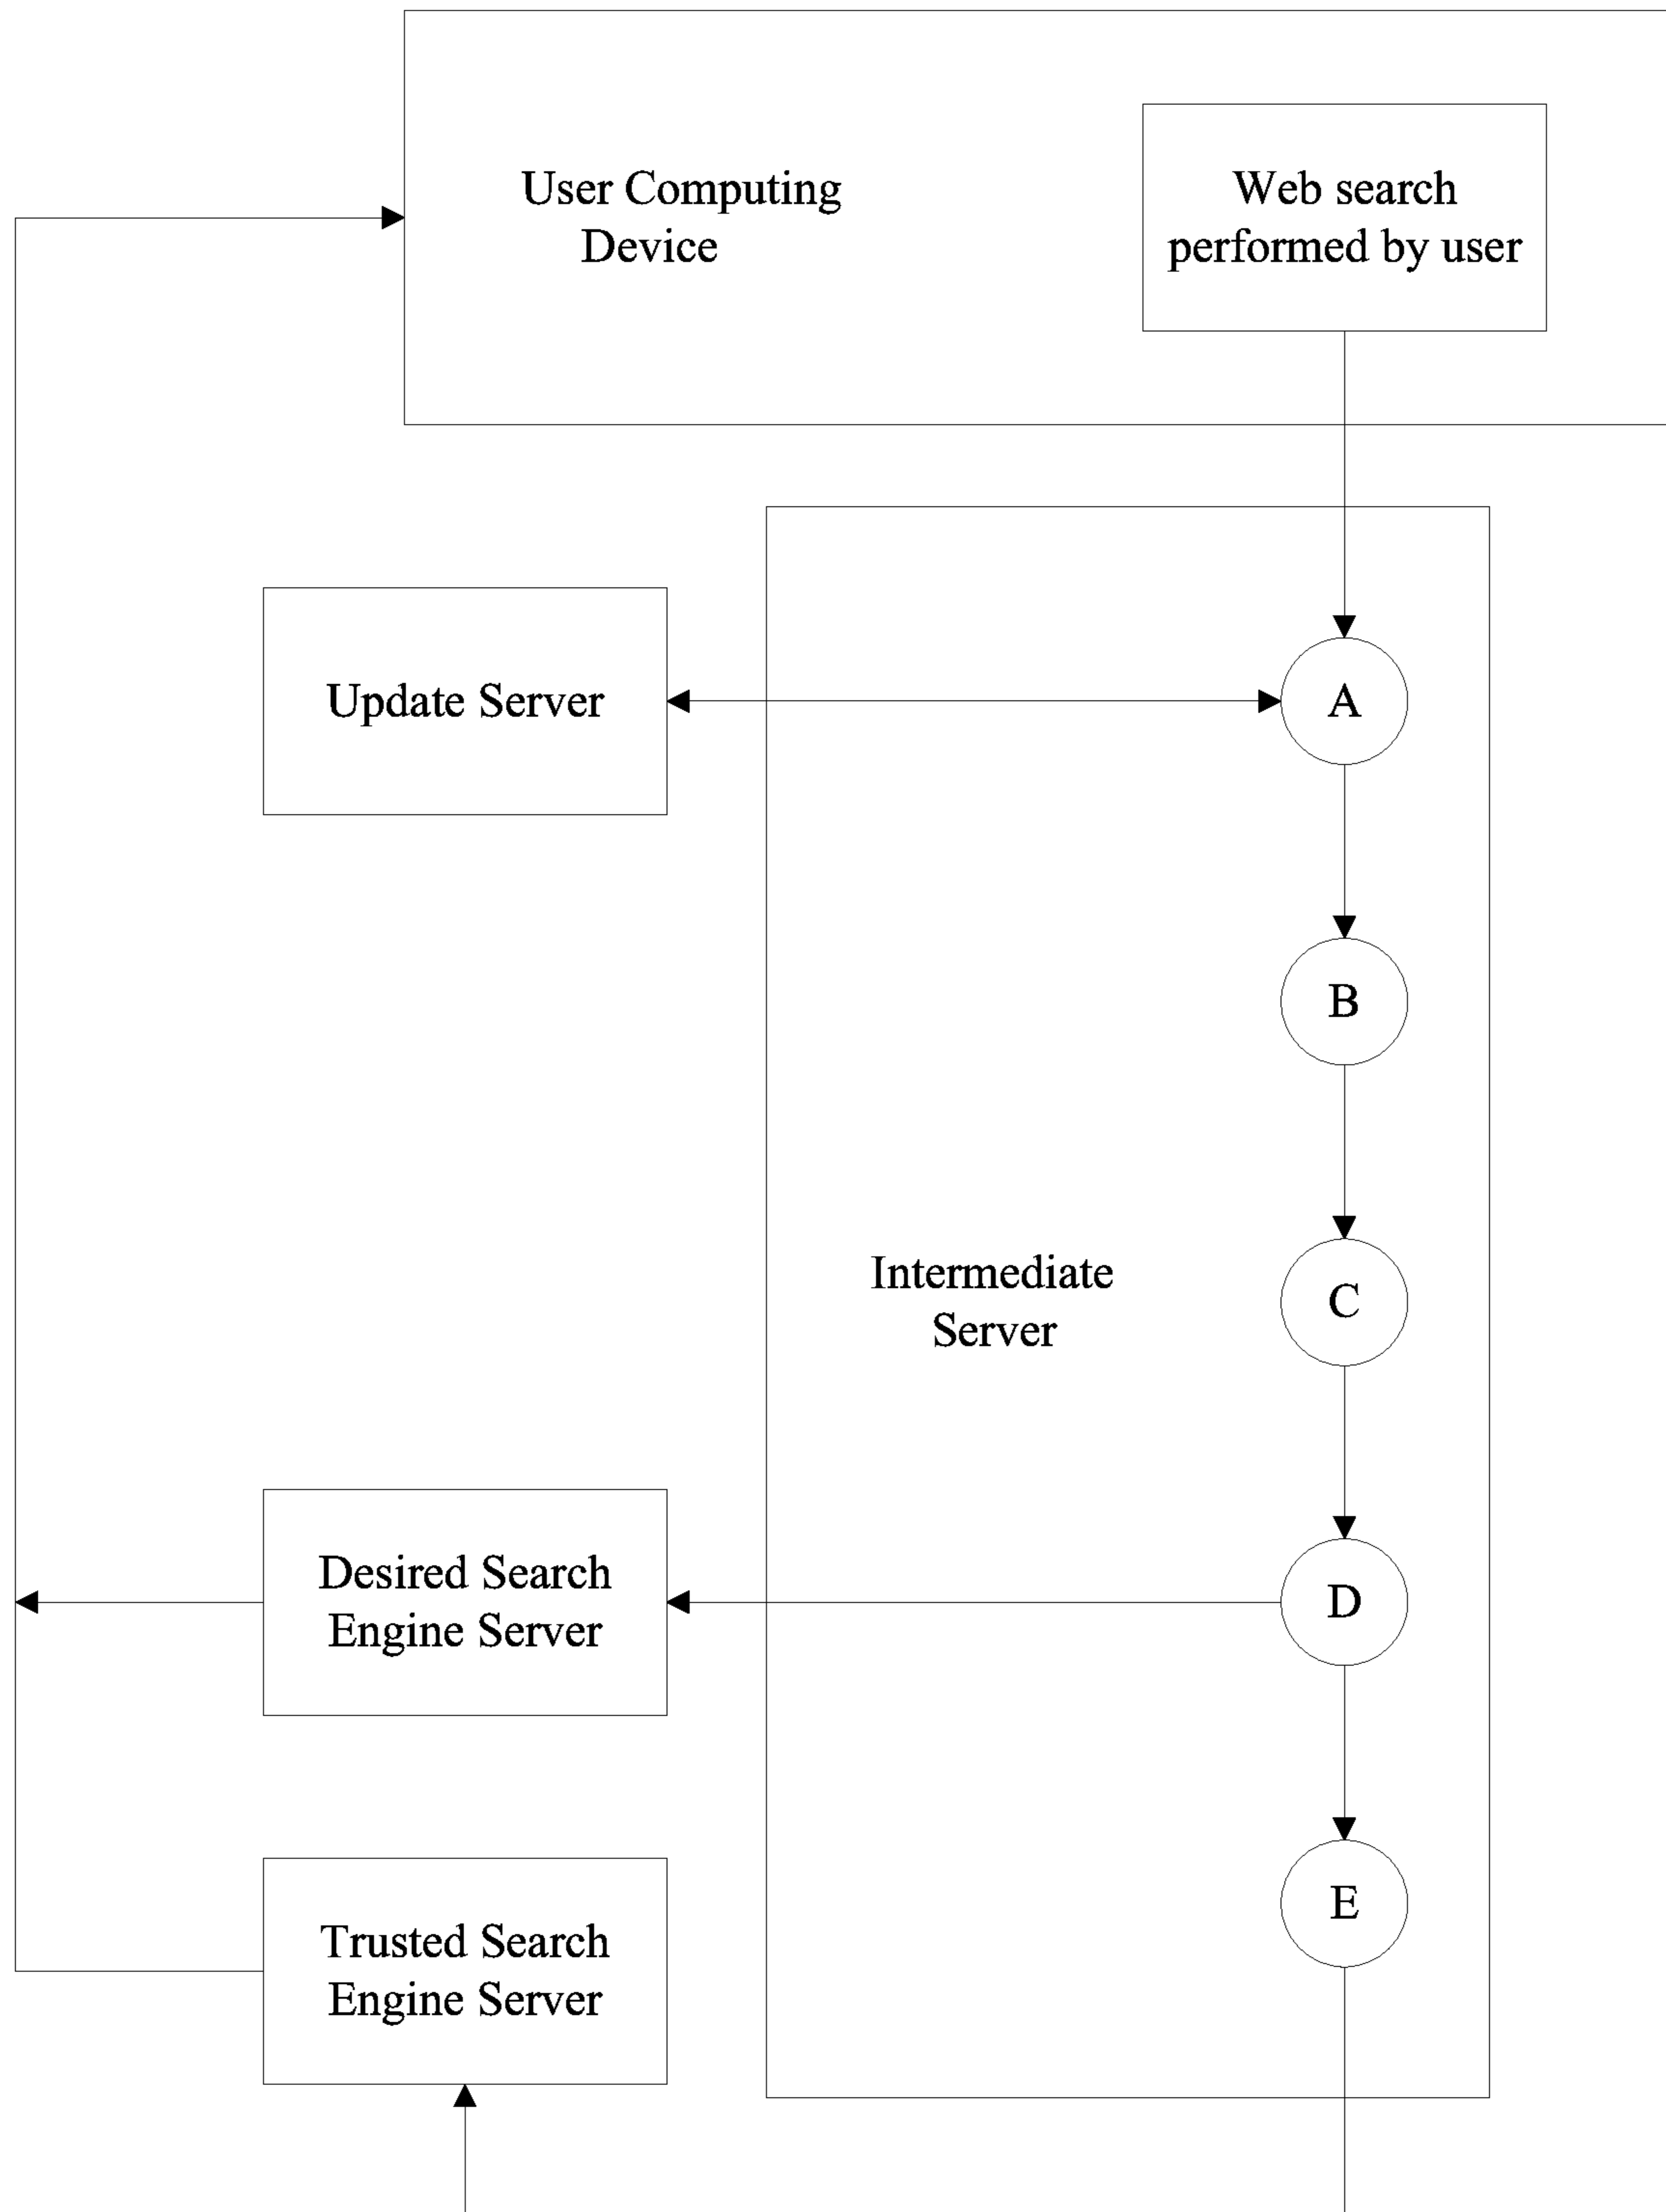 User Computing
Device
Web search
performed by user
Update Server
A
B
Intermediate
Server
C
Desired Search
Engine Server
D
Trusted Search
Engine Server
E